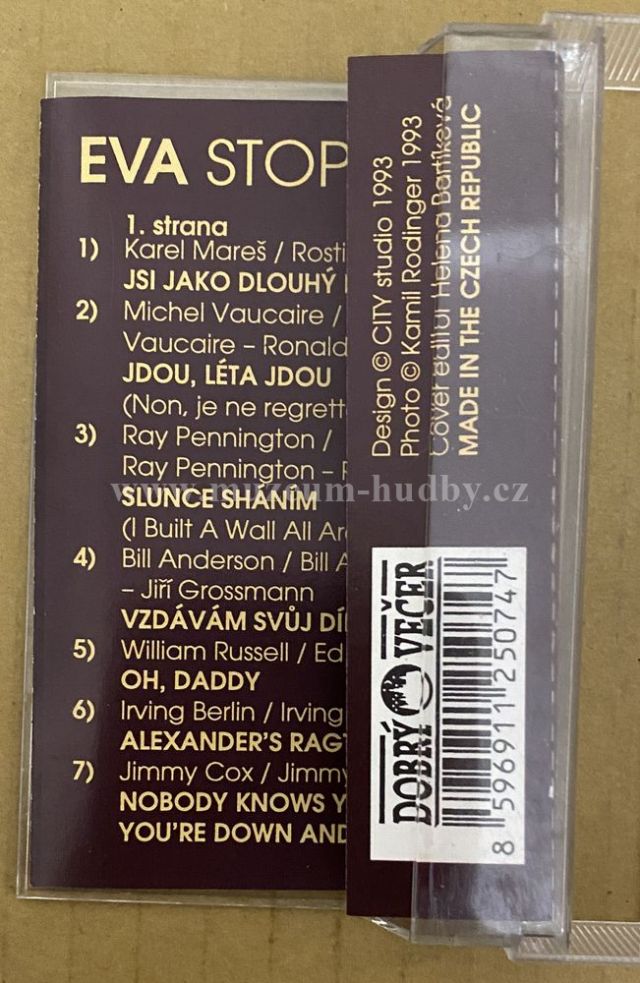 EVA STOP
1. strana
1) Karel Mareš / Rosti
JSI JAKO DLOUHÝ
2) Michel Vaucaire /
Vaucaire – Ronald
JDOU, LÉTA JDOU
(Non, je ne regrett
3) Ray Pennington /
Ray Pennington –
SLUNCE SHÁNÍM
(I Built A Wall All Ar
4) Bill Anderson / Bill A
– Jiří Grossmann
VZDÁVÁM SVŮJ DÍ
5) William Russell / Ed
OH, DADDY
6) Irving Berlin / Irving
ALEXANDER'S RAGT
7) Jimmy Cox / Jimmy
NOBODY KNOWS Y
YOU'RE DOWN AND
Design © CITY studio 1993
Photo © Kamil Rodinger 1993
Cover editor Helena Bartíková
MADE IN THE CZECH REPUBLIC
DOBRÝ VEČER
8 596911 250747
www.muzeum-hudby.cz